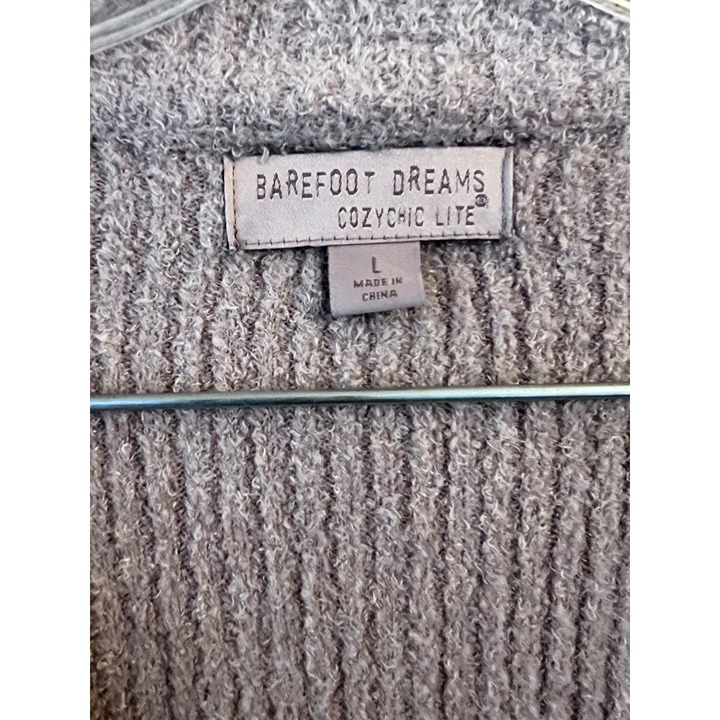 BAREFOOT DREAMS
COZYCHIC LITE®
L
MADE IN
CHINA